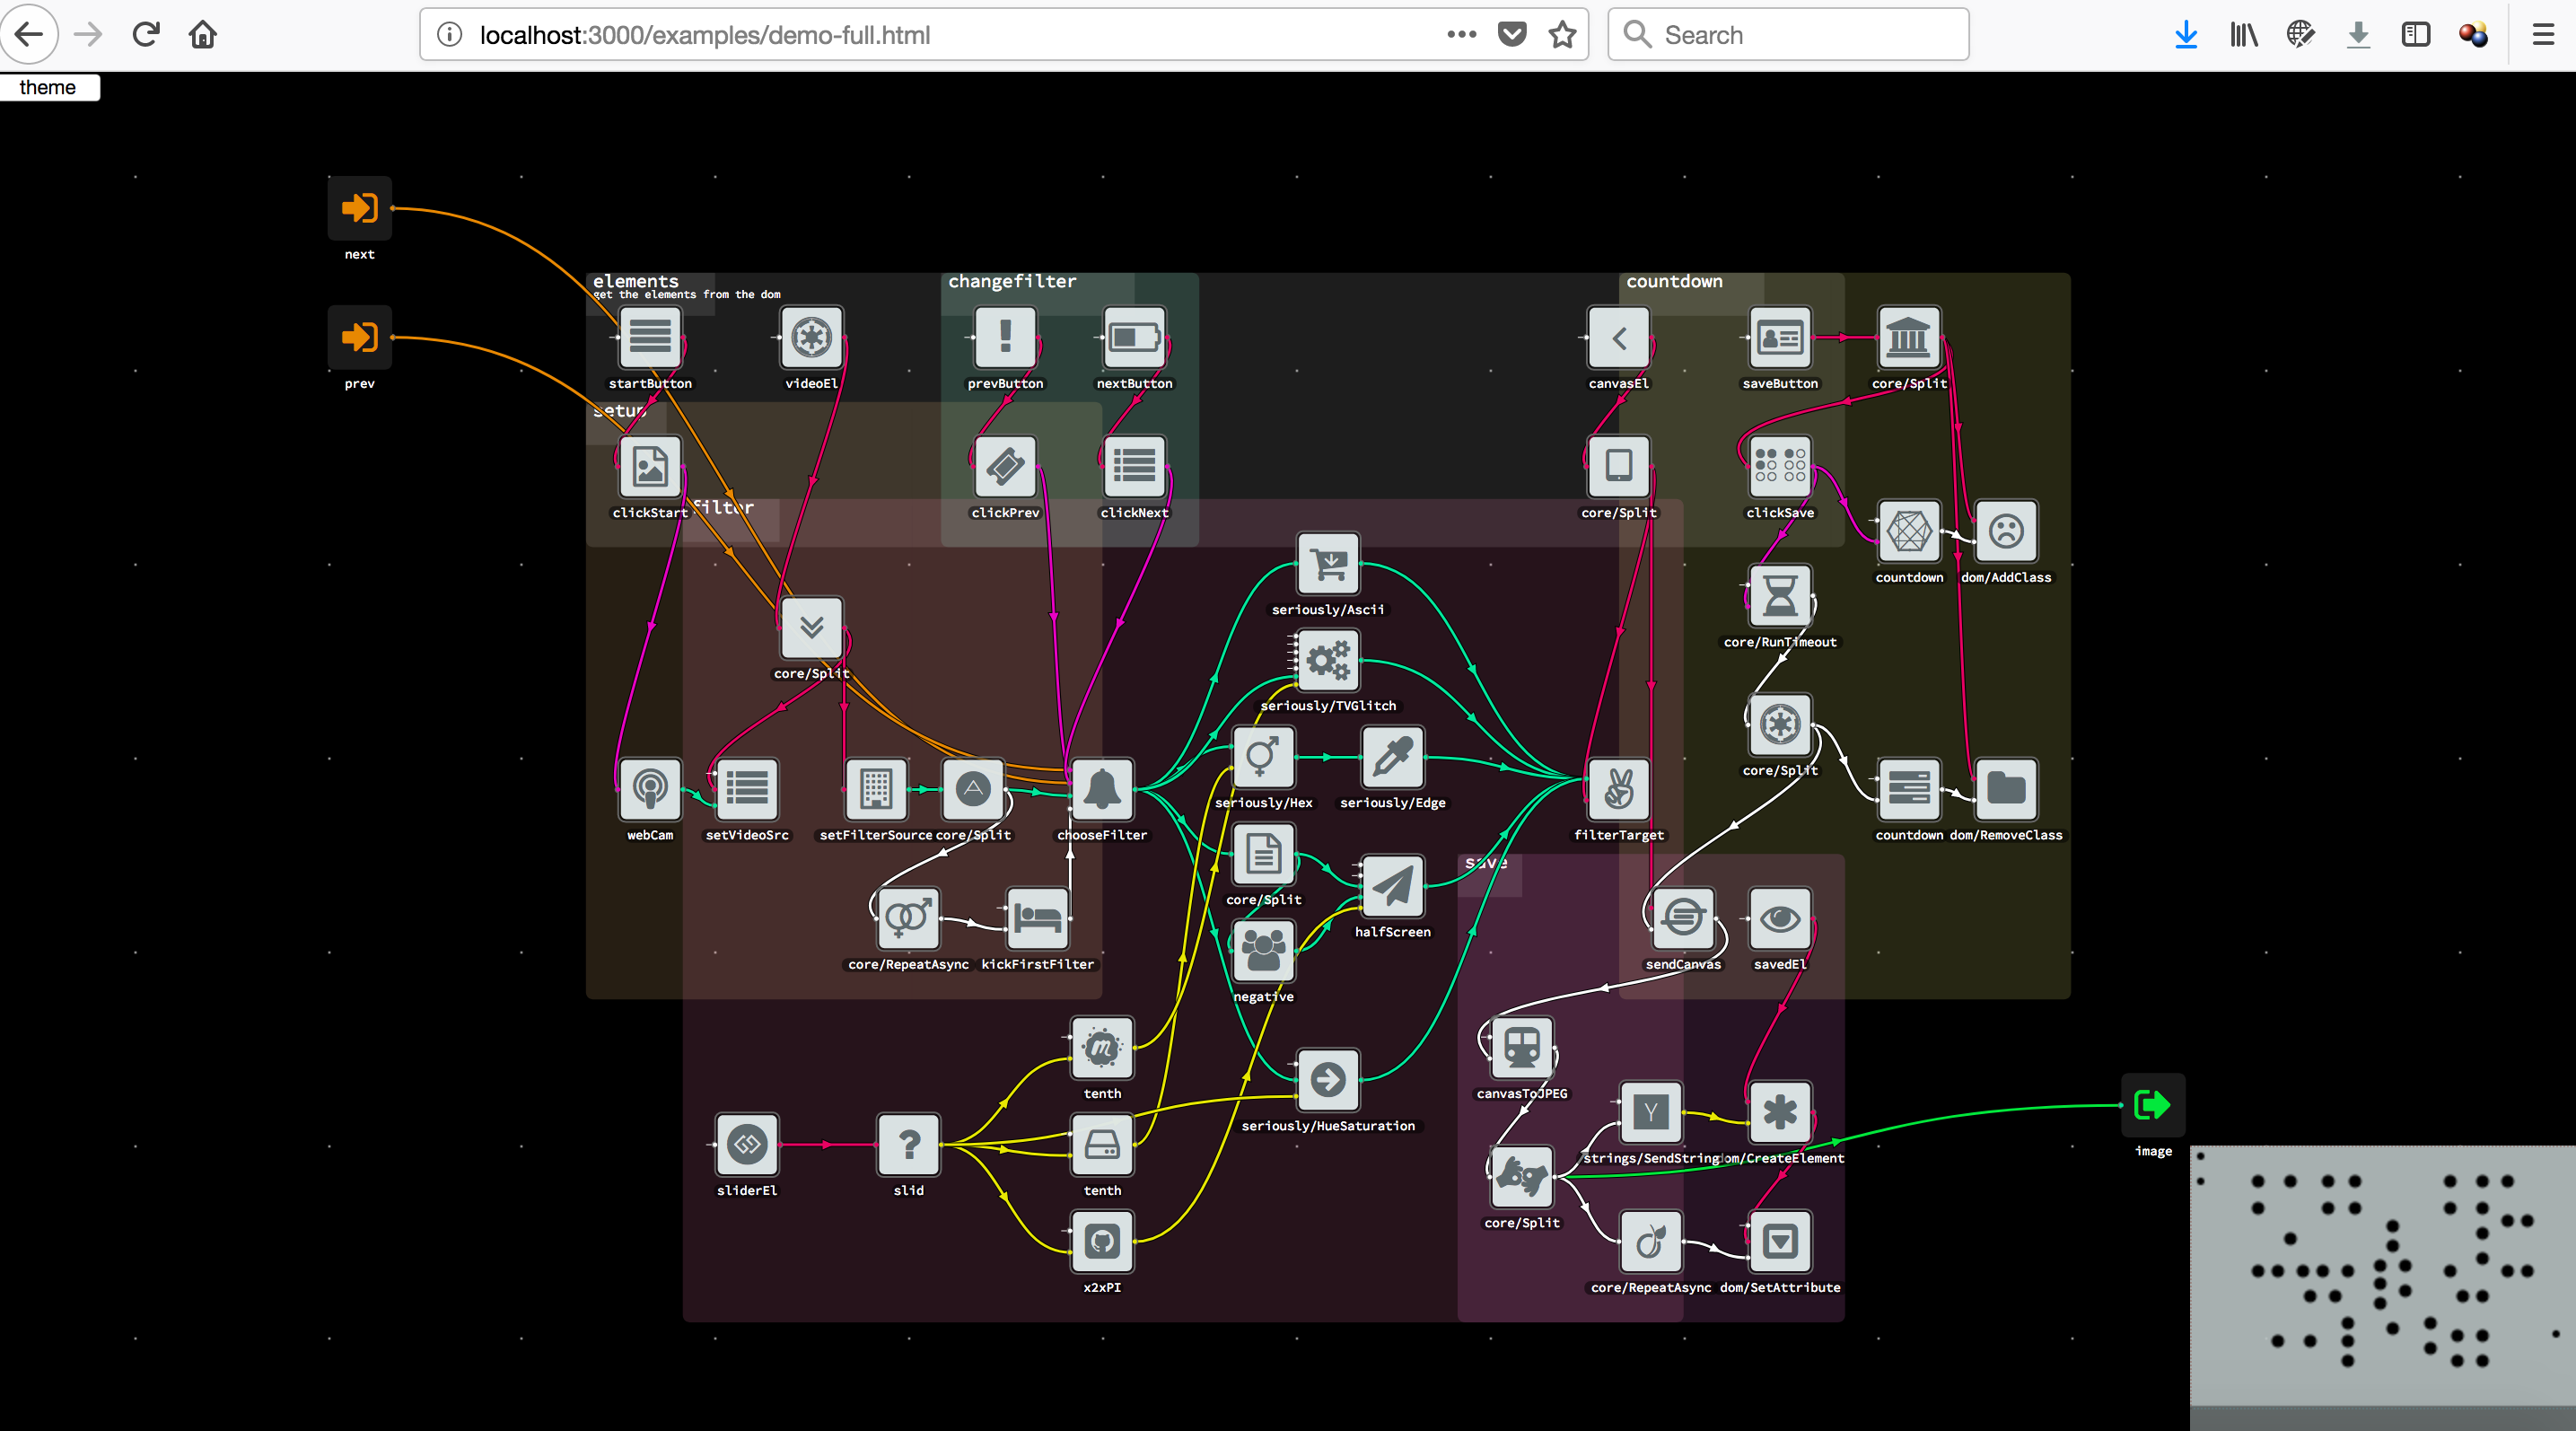 localhost:3000/examples/demo-full.html
Search
theme
next
prev
elements
get the elements from the dom
changefilter
countdown
startButton
videoEl
prevButton
nextButton
canvasEl
saveButton
core/Split
setup
clickStart
filter
clickPrev
clickNext
core/Split
clickSave
countdown
dom/AddClass
seriously/Ascii
core/RunTimeout
core/Split
seriously/TVGlitch
core/Split
seriously/Hex
seriously/Edge
webCam
setVideoSrc
setFilterSource
core/Split
chooseFilter
filterTarget
countdown
dom/RemoveClass
save
core/Split
halfScreen
core/RepeatAsync
kickFirstFilter
sendCanvas
savedEl
negative
tenth
canvasToJPEG
seriously/HueSaturation
strings/SendString
om/CreateElement
image
sliderEl
slid
tenth
core/Split
x2xPI
core/RepeatAsync
dom/SetAttribute